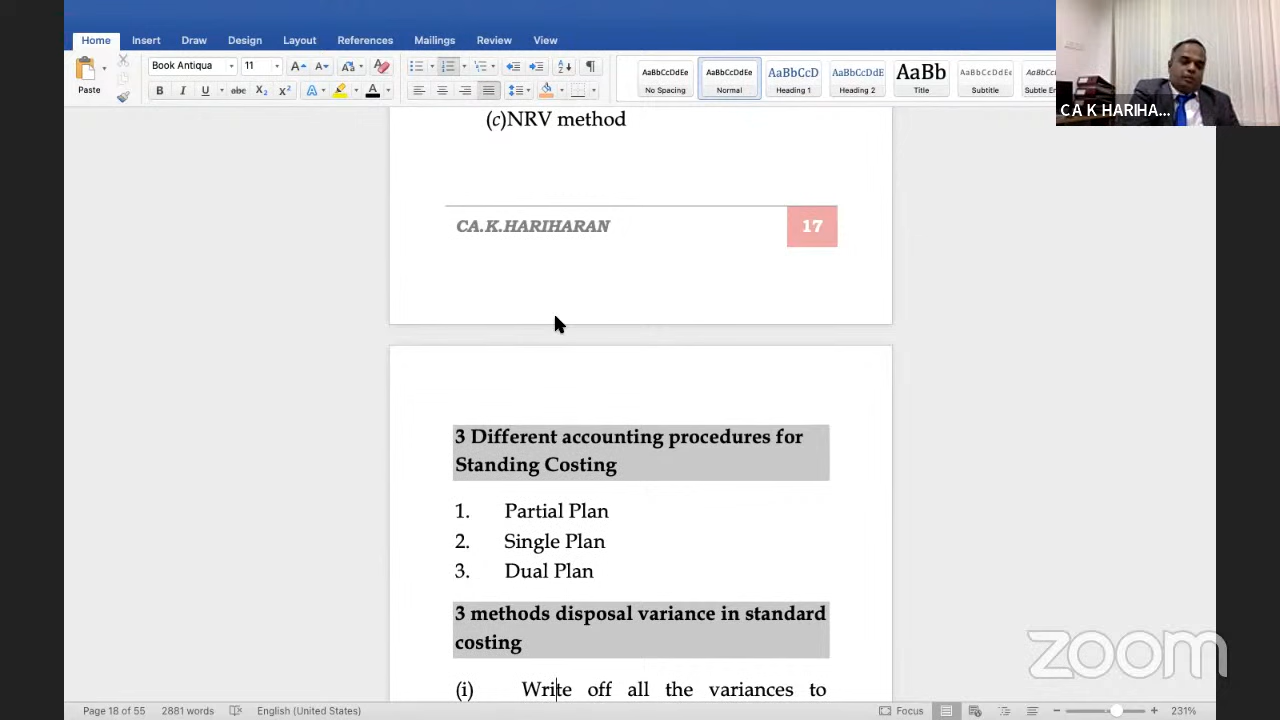 Home Insert Draw Design Layout References Mailings Review View
Paste
Book Antiqua 11
AaBbCcDdEe AaBbCcDdEe AaBbCcD AaBbCcDdE AaBb AaBbCcDdEe
No Spacing Normal Heading 1 Heading 2 Title Subtitle
CA K HARIHA...
(c)NRV method
CA.K.HARIHARAN 17
3 Different accounting procedures for
Standing Costing
1. Partial Plan
2. Single Plan
3. Dual Plan
3 methods disposal variance in standard
costing
(i) Write off all the variances to
zoom
Page 18 of 55 2881 words English (United States) Focus 231%